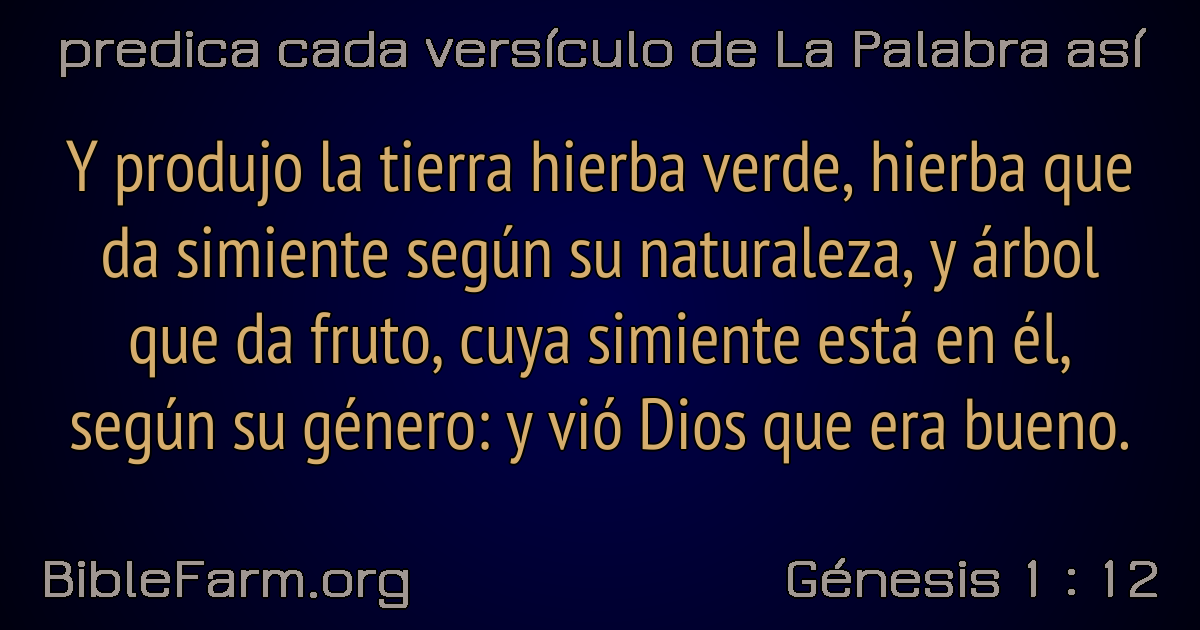 predica cada versículo de La Palabra así
Y produjo la tierra hierba verde, hierba que
da simiente según su naturaleza, y árbol
que da fruto, cuya simiente está en él,
según su género: y vió Dios que era bueno.
BibleFarm.org
Génesis 1 : 12